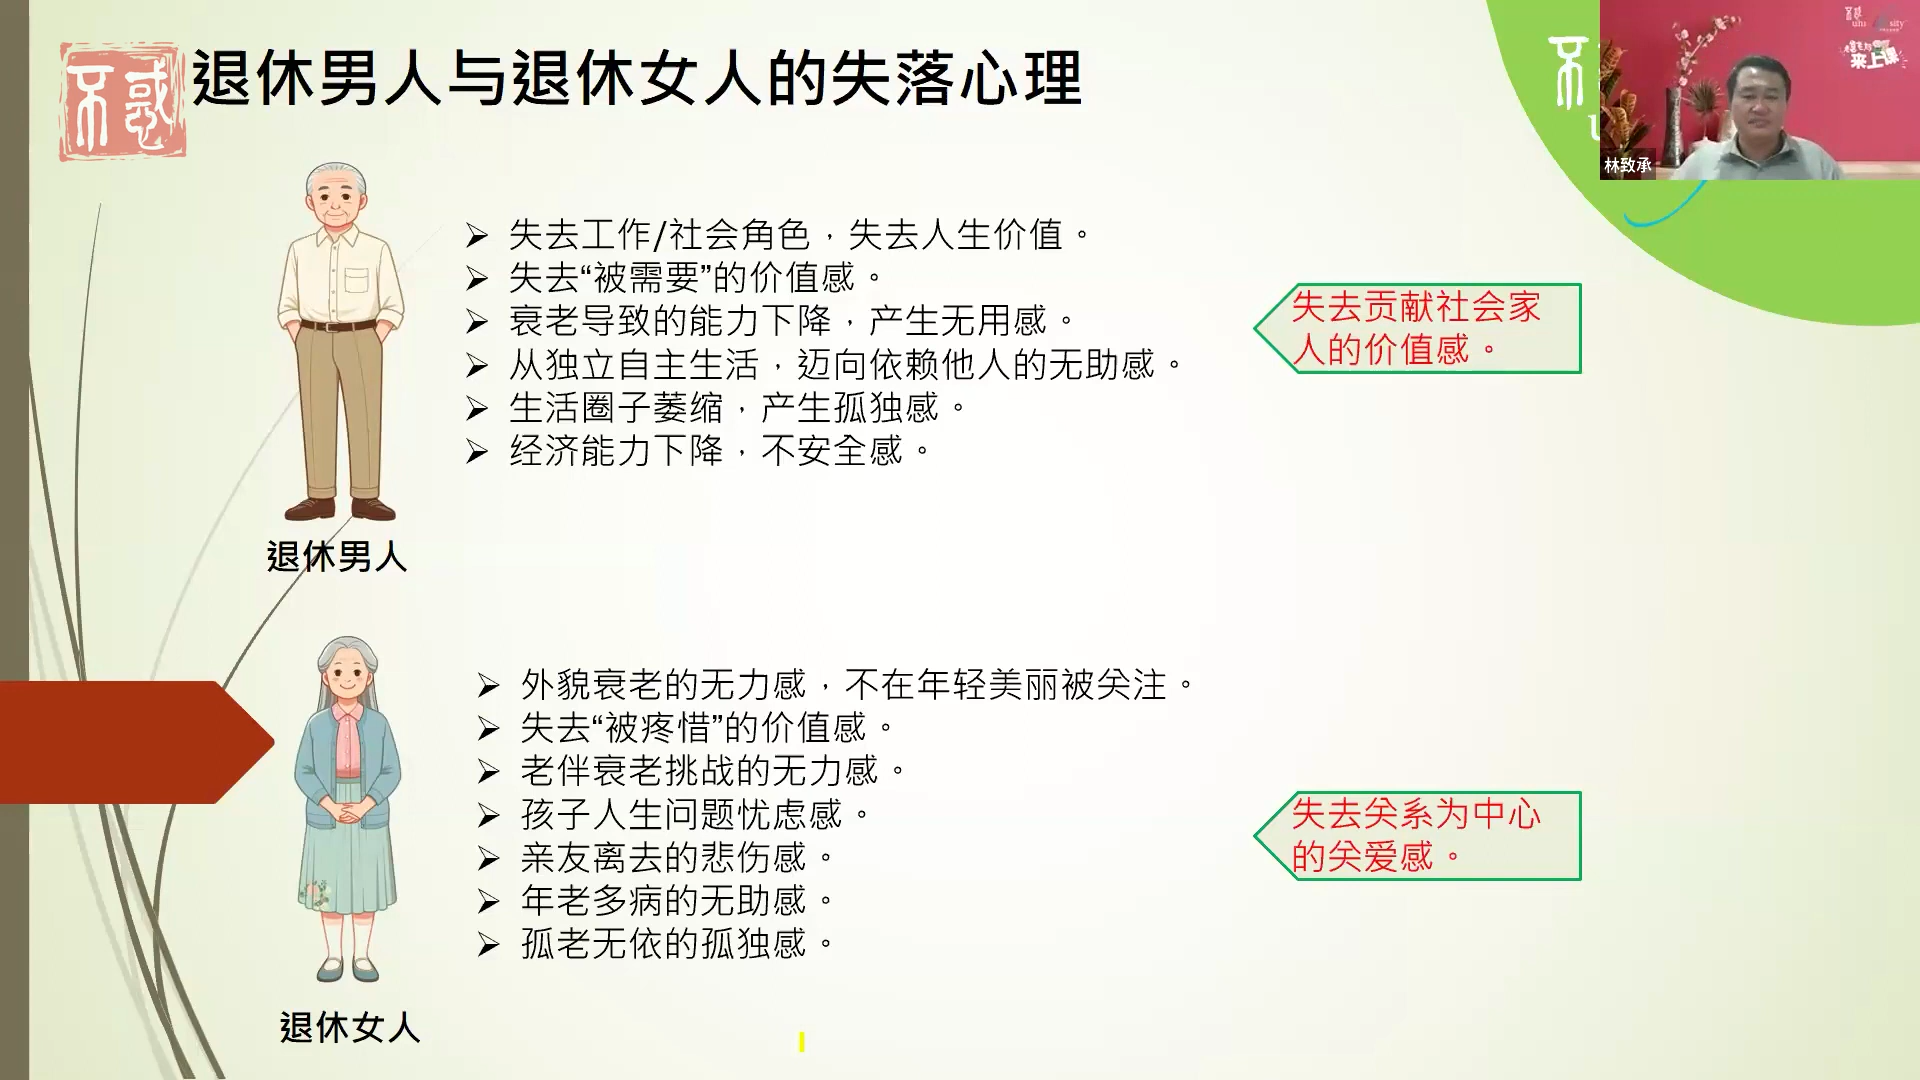 不惑
退休男人与退休女人的失落心理
不
来上课
林致承
失去工作/社会角色，失去人生价值。
失去“被需要”的价值感。
衰老导致的能力下降，产生无用感。
从独立自主生活，迈向依赖他人的无助感。
生活圈子萎缩，产生孤独感。
经济能力下降，不安全感。
失去贡献社会家
人的价值感。
退休男人
外貌衰老的无力感，不在年轻美丽被关注。
失去“被疼惜”的价值感。
老伴衰老挑战的无力感。
孩子人生问题忧虑感。
亲友离去的悲伤感。
年老多病的无助感。
孤老无依的孤独感。
失去关系为中心
的关爱感。
退休女人